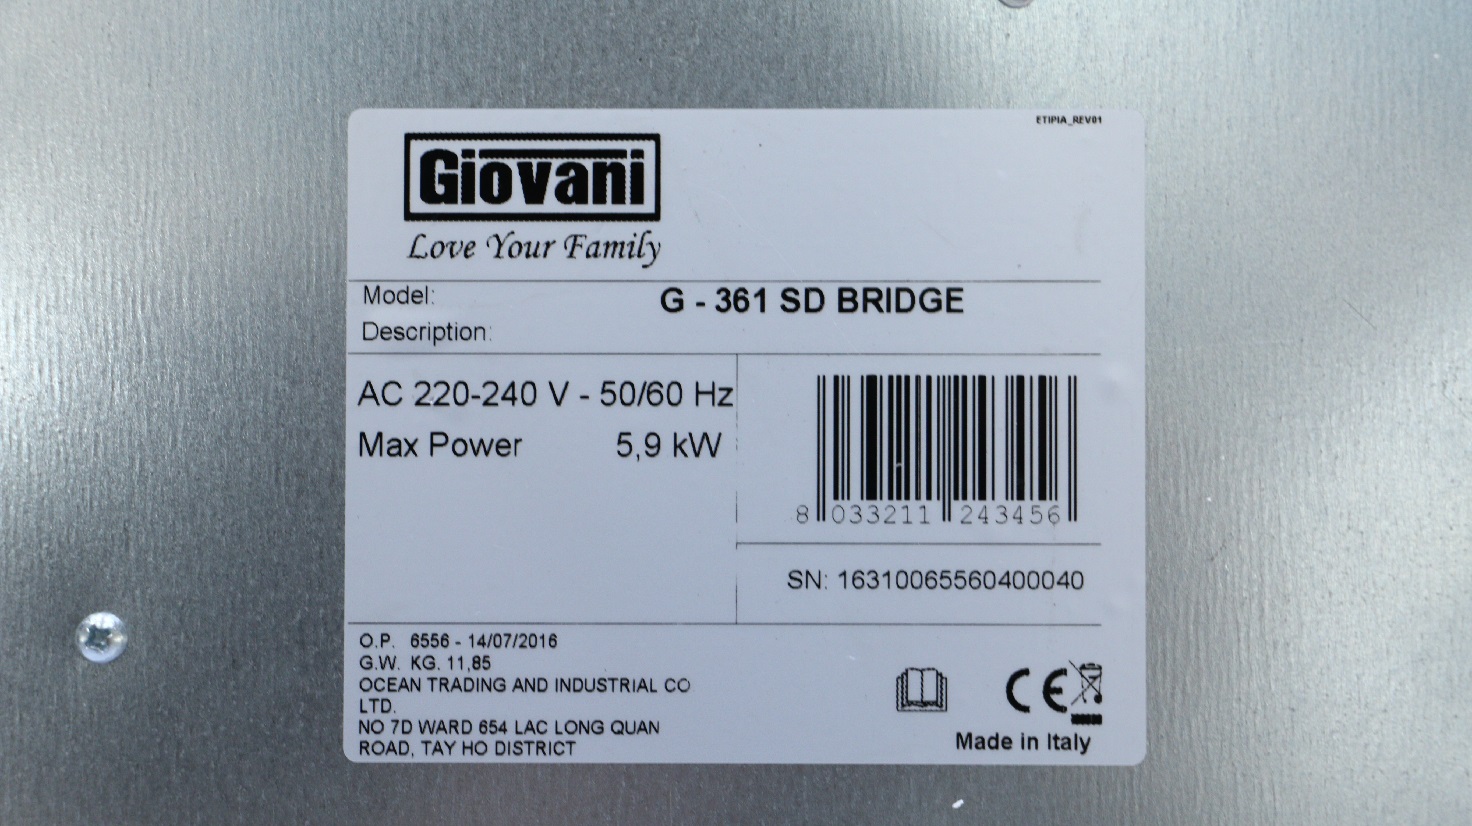 ETIPIA_REV01
Giovani
Love Your Family
Model: G - 361 SD BRIDGE
Description:
AC 220-240 V - 50/60 Hz
Max Power 5,9 kW
8 033211 243456
SN: 16310065560400040
O.P. 6556 - 14/07/2016
G.W. KG. 11,85
OCEAN TRADING AND INDUSTRIAL CO
LTD.
NO 7D WARD 654 LAC LONG QUAN
ROAD, TAY HO DISTRICT
CE
Made in Italy